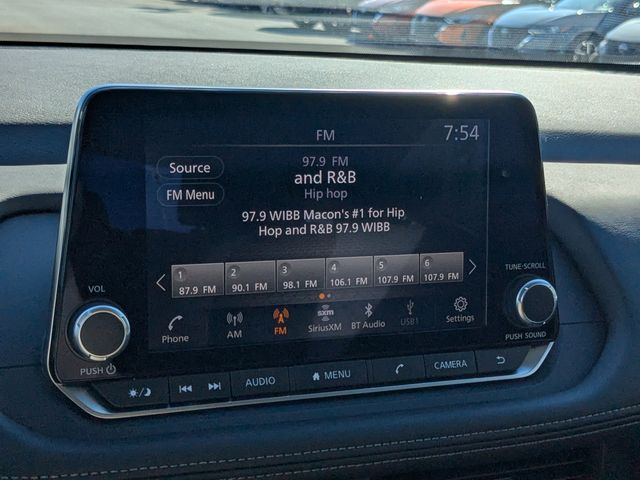 FM
7:54
Source
FM Menu
97.9 FM
and R&B
Hip hop
97.9 WIBB Macon's #1 for Hip
Hop and R&B 97.9 WIBB
1 2 3 4 5 6
87.9 FM 90.1 FM 98.1 FM 106.1 FM 107.9 FM 107.9 FM
Phone AM FM sxm SiriusXM BT Audio USB1 Settings
VOL
PUSH
TUNE·SCROLL
PUSH SOUND
AUDIO MENU CAMERA